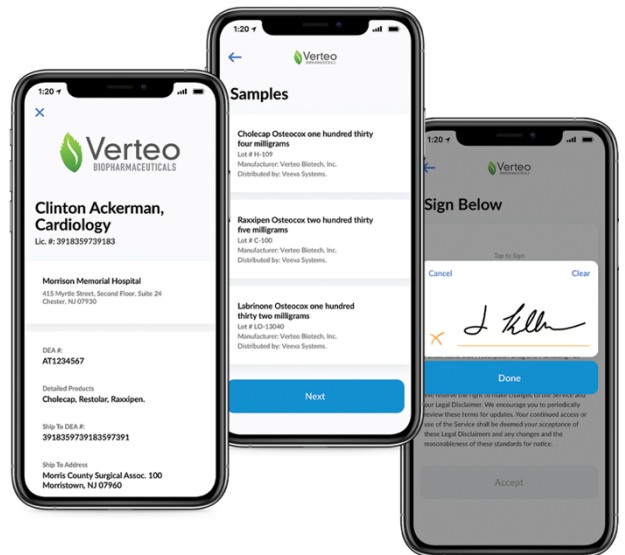 1:20
Verteo
BIOPHARMACEUTICALS
Clinton Ackerman,
Cardiology
Lic. #: 3918359739183
Morrison Memorial Hospital
415 Myrtle Street, Second Floor, Suite 24
Chester, NJ 07930
DEA #:
AT1234567
Detailed Products
Cholecap, Restolar, Raxxipen.
Ship To DEA #:
3918359739183597391
Ship To Address
Morris County Surgical Assoc. 100
Morristown, NJ 07960
1:20
Verteo
BIOPHARMACEUTICALS
Samples
Cholecap Osteocox one hundred thirty
four milligrams
Lot # H-109
Manufacturer: Verteo Biotech, Inc.
Distributed by: Veeva Systems.
Raxxipen Osteocox two hundred thirty
five milligrams
Lot # C-100
Manufacturer: Verteo Biotech, Inc.
Distributed by: Veeva Systems.
Labrinone Osteocox one hundred
thirty two milligrams
Lot # LO-13040
Manufacturer: Verteo Biotech, Inc.
Distributed by: Veeva Systems.
Next
1:20
Verteo
BIOPHARMACEUTICALS
Sign Below
Tap to Sign
Cancel Clear
Done
We reserve the right to make changes to the Service and
our Legal Disclaimer. We encourage you to periodically
review these terms for updates. Your continued access or
use of the Service shall be deemed your acceptance of
these Legal Disclaimers and any changes and the
reasonableness of these standards for notice.
Accept